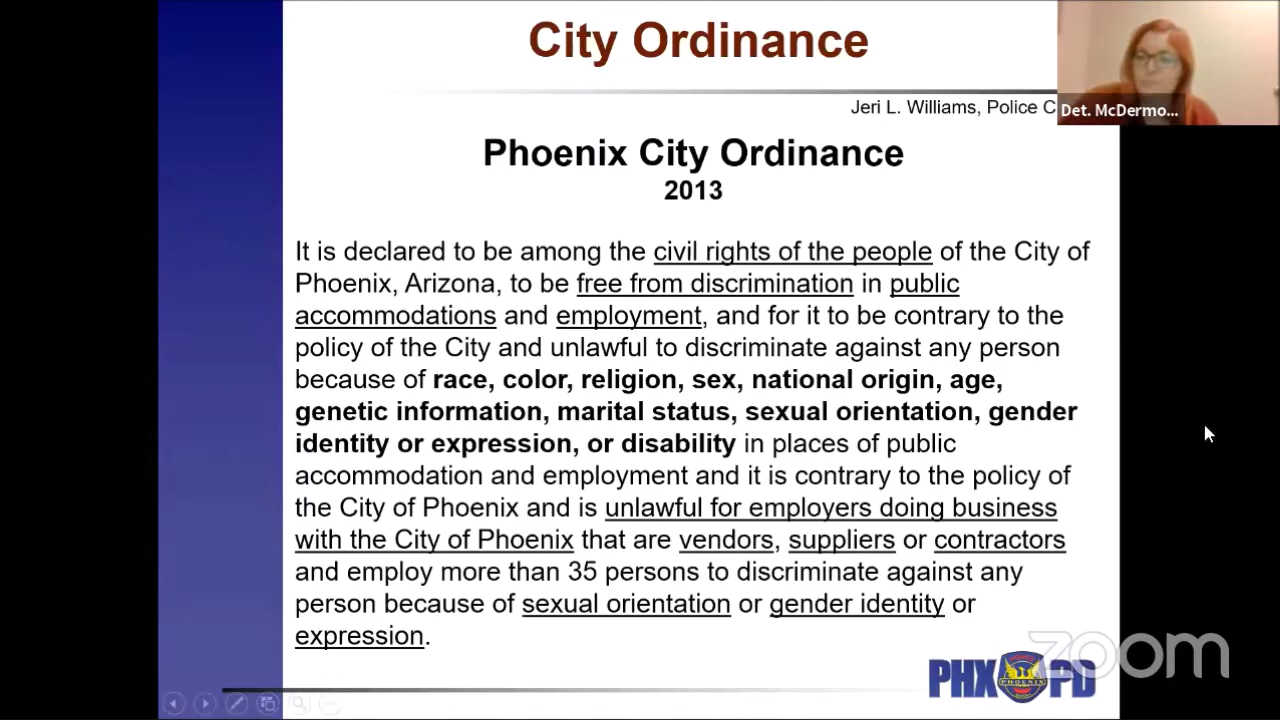 City Ordinance
Jeri L. Williams, Police C
Det. McDermo...
Phoenix City Ordinance
2013
It is declared to be among the civil rights of the people of the City of
Phoenix, Arizona, to be free from discrimination in public
accommodations and employment, and for it to be contrary to the
policy of the City and unlawful to discriminate against any person
because of race, color, religion, sex, national origin, age,
genetic information, marital status, sexual orientation, gender
identity or expression, or disability in places of public
accommodation and employment and it is contrary to the policy of
the City of Phoenix and is unlawful for employers doing business
with the City of Phoenix that are vendors, suppliers or contractors
and employ more than 35 persons to discriminate against any
person because of sexual orientation or gender identity or
expression.
zoom
PHX PHOENIX PD